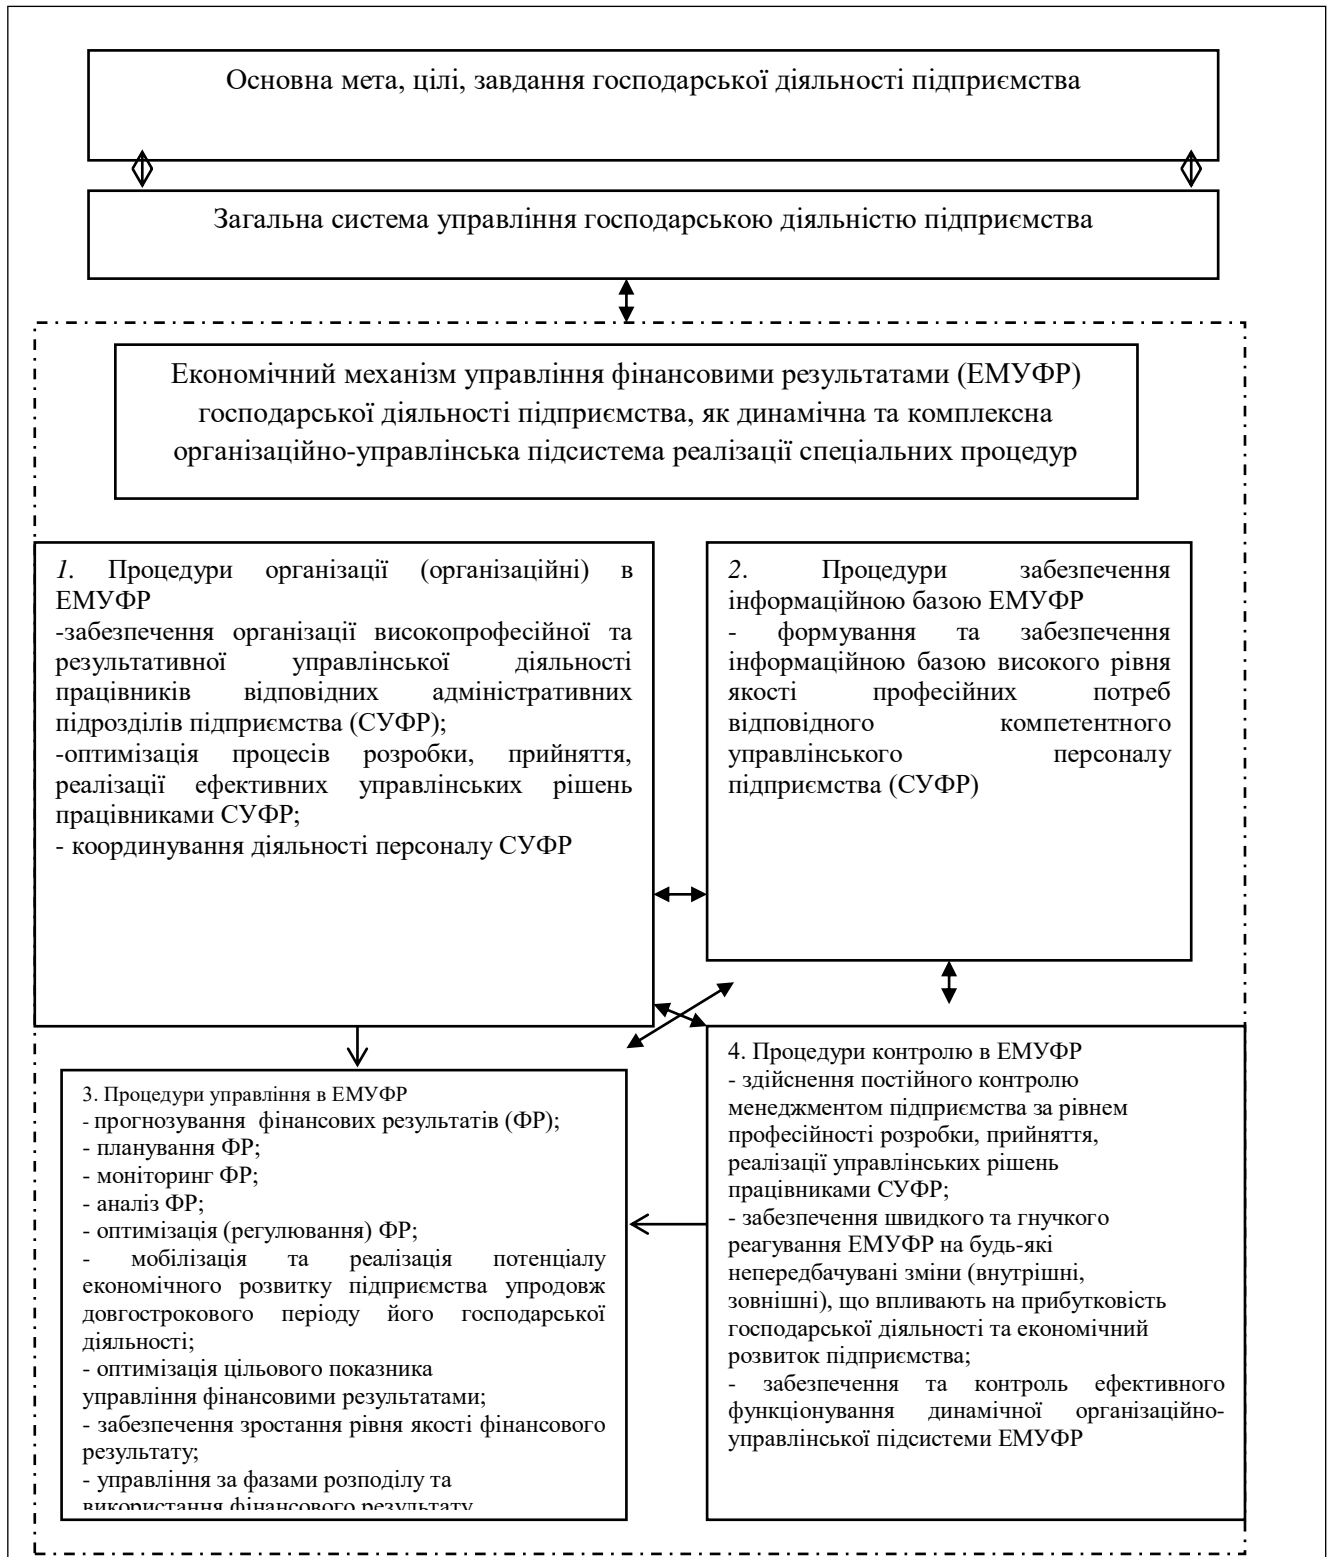 Основна мета, цілі, завдання господарської діяльності підприємства
Загальна система управління господарською діяльністю підприємства
Економічний механізм управління фінансовими результатами (ЕМУФР)
господарської діяльності підприємства, як динамічна та комплексна
організаційно-управлінська підсистема реалізації спеціальних процедур
1. Процедури організації (організаційні) в
ЕМУФР
-забезпечення організації високопрофесійної та
результативної управлінської діяльності
працівників відповідних адміністративних
підрозділів підприємства (СУФР);
-оптимізація процесів розробки, прийняття,
реалізації ефективних управлінських рішень
працівниками СУФР;
- координування діяльності персоналу СУФР
2. Процедури забезпечення
інформаційною базою ЕМУФР
- формування та забезпечення
інформаційною базою високого рівня
якості професійних потреб
відповідного компетентного
управлінського персоналу
підприємства (СУФР)
3. Процедури управління в ЕМУФР
- прогнозування фінансових результатів (ФР);
- планування ФР;
- моніторинг ФР;
- аналіз ФР;
- оптимізація (регулювання) ФР;
- мобілізація та реалізація потенціалу
економічного розвитку підприємства упродовж
довгострокового періоду його господарської
діяльності;
- оптимізація цільового показника
управління фінансовими результатами;
- забезпечення зростання рівня якості фінансового
результату;
- управління за фазами розподілу та
використання фінансового результату
4. Процедури контролю в ЕМУФР
- здійснення постійного контролю
менеджментом підприємства за рівнем
професійності розробки, прийняття,
реалізації управлінських рішень
працівниками СУФР;
- забезпечення швидкого та гнучкого
реагування ЕМУФР на будь-які
непередбачувані зміни (внутрішні,
зовнішні), що впливають на прибутковість
господарської діяльності та економічний
розвиток підприємства;
- забезпечення та контроль ефективного
функціонування динамічної організаційно-
управлінської підсистеми ЕМУФР